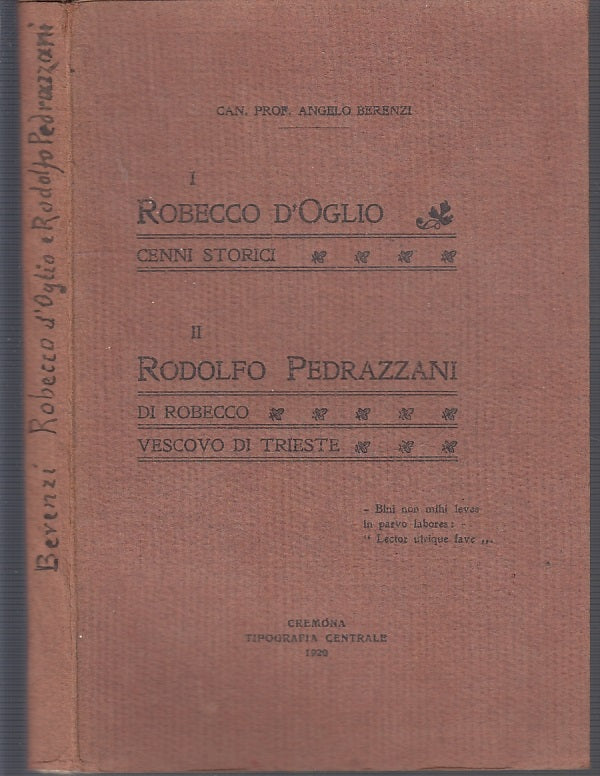 Berenzi Robecco d'Oglio e Rodolfo Pedrazzani
CAN. PROF. ANGELO BERENZI
I
ROBECCO D'OGLIO
CENNI STORICI
II
RODOLFO PEDRAZZANI
DI ROBECCO
VESCOVO DI TRIESTE
- Bini non mihi leves
in parvo labores: -
“ Lector utrique fave „.
CREMONA
TIPOGRAFIA CENTRALE